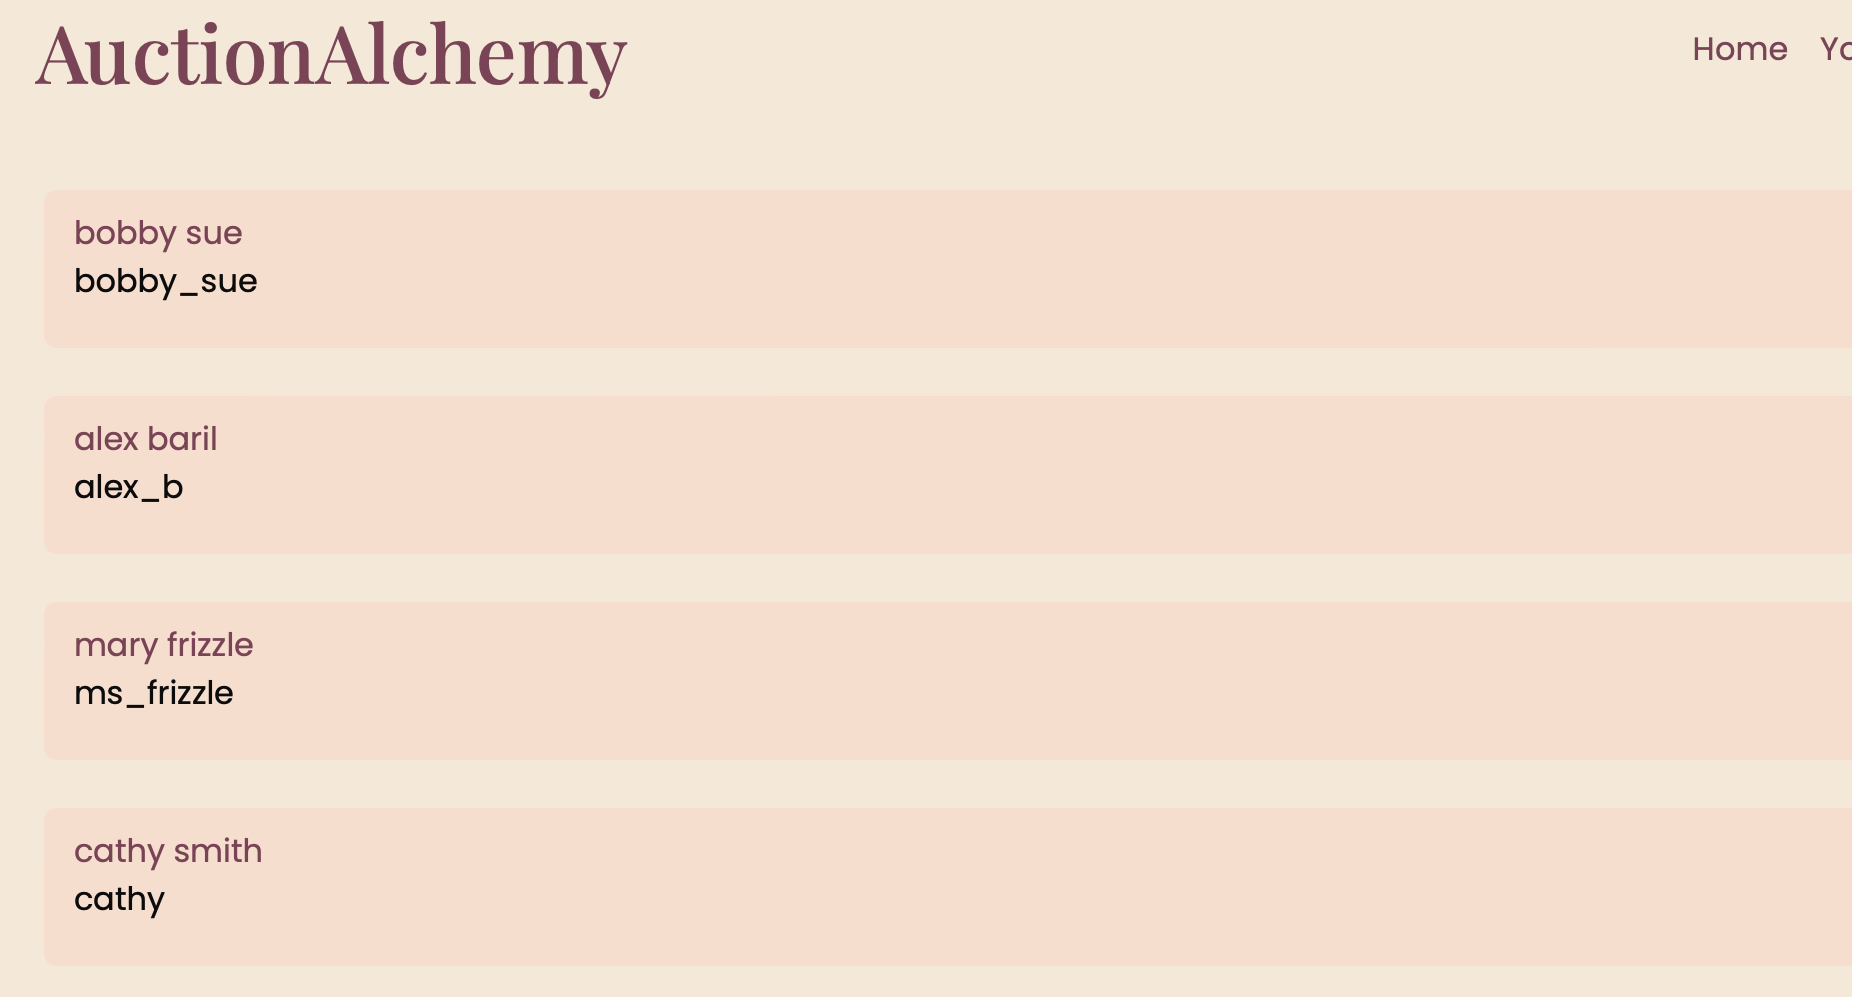 AuctionAlchemy
Home
bobby sue
bobby_sue
alex baril
alex_b
mary frizzle
ms_frizzle
cathy smith
cathy